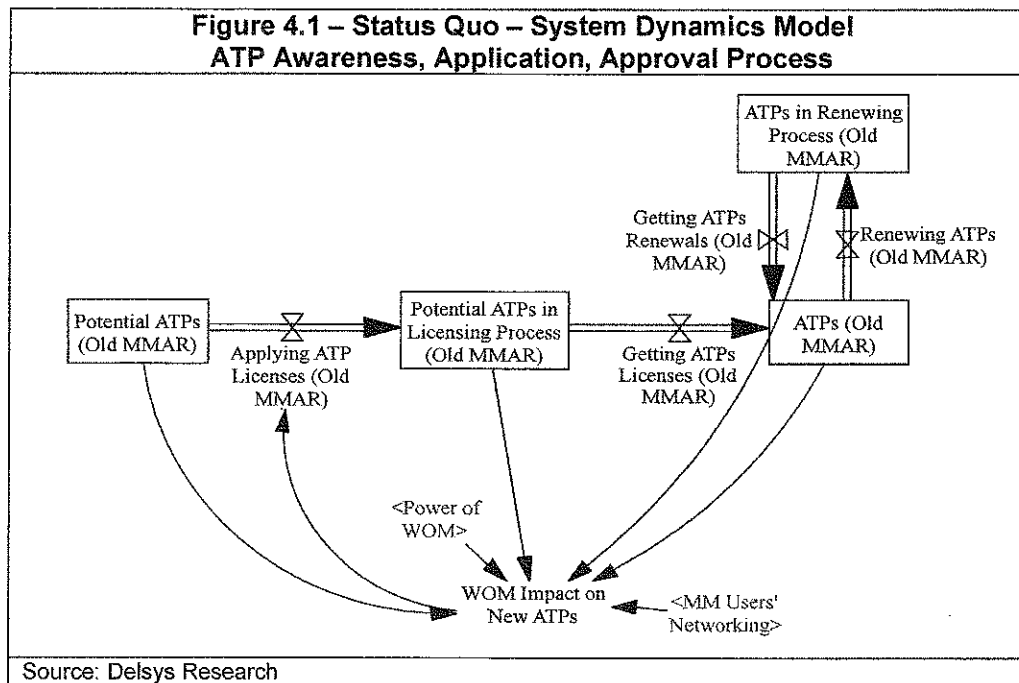 Figure 4.1 – Status Quo – System Dynamics Model
ATP Awareness, Application, Approval Process
ATPs in Renewing
Process (Old
MMAR)
Getting ATPs
Renewals (Old
MMAR)
Renewing ATPs
(Old MMAR)
Potential ATPs
(Old MMAR)
Applying ATP
Licenses (Old
MMAR)
Potential ATPs in
Licensing Process
(Old MMAR)
Getting ATPs
Licenses (Old
MMAR)
ATPs (Old
MMAR)
<Power of
WOM>
WOM Impact on
New ATPs
<MM Users'
Networking>
Source: Delsys Research